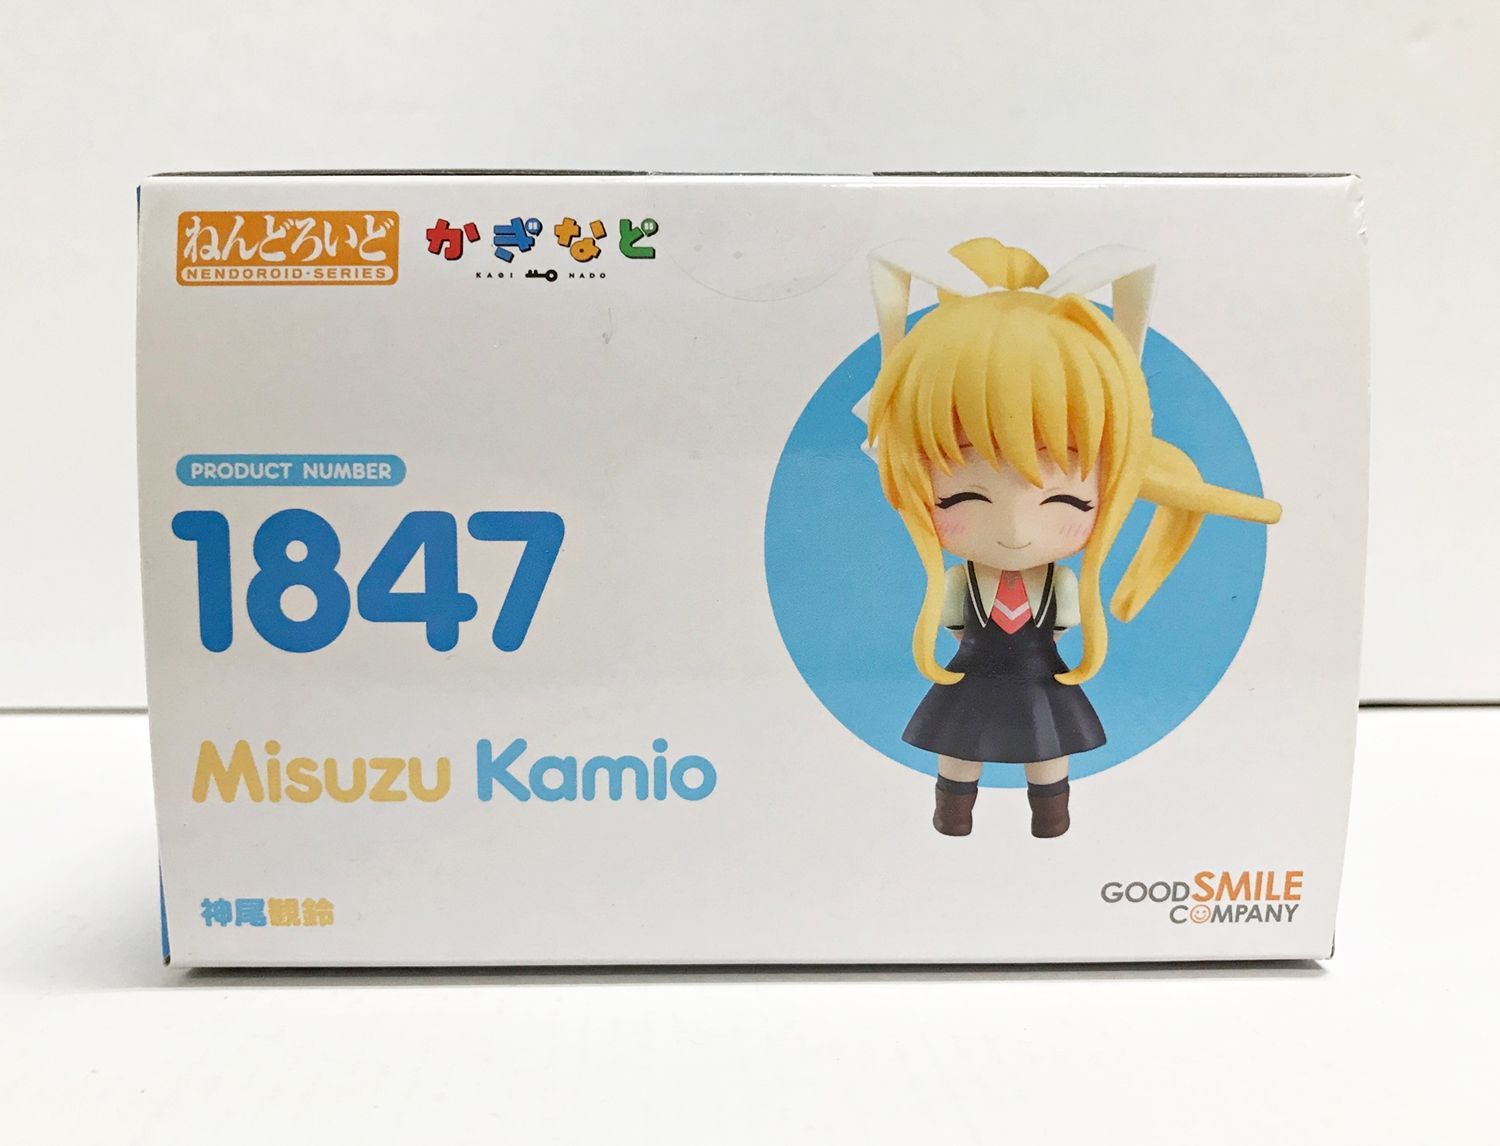 ねんどろいど
NENDOROID-SERIES
かぎなど
KAGI NADO
PRODUCT NUMBER
1847
Misuzu Kamio
神尾観鈴
GOOD SMILE
COMPANY